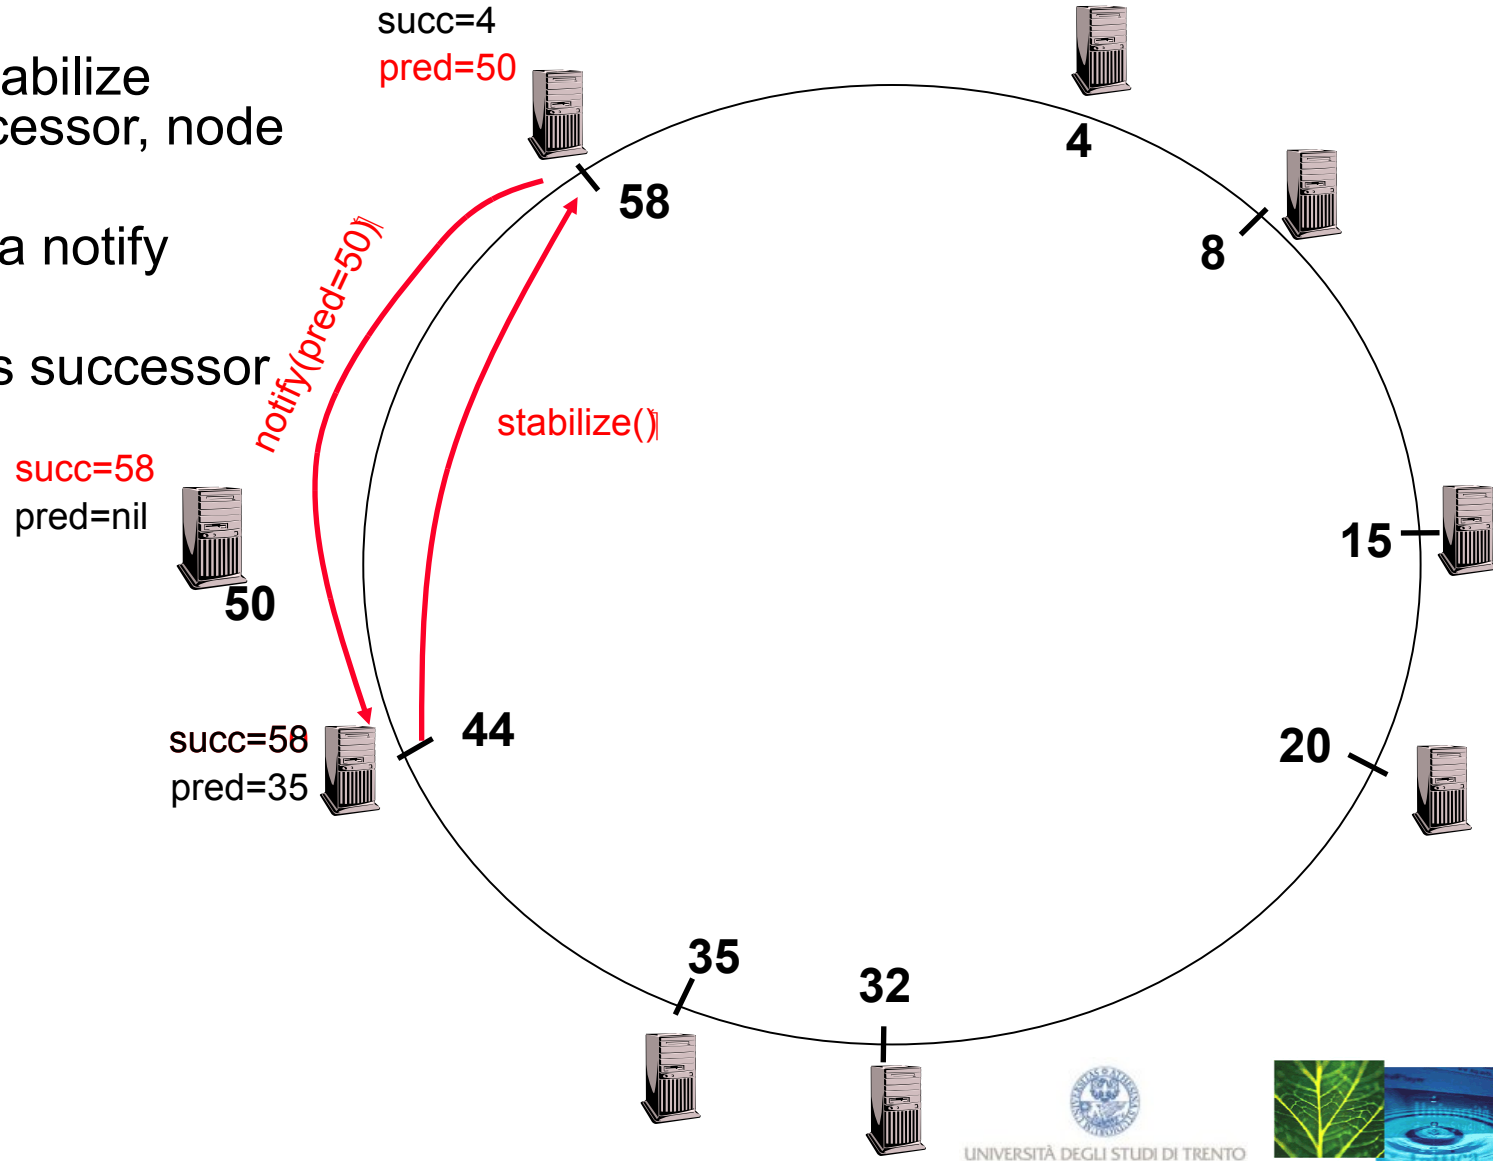 abilize
cessor, node
a notify
s successor
succ=4
pred=50
58
4
8
notify(pred=50)
stabilize()
succ=58
pred=nil
50
15
succ=58
pred=35
44
20
35
32
UNIVERSITÀ DEGLI STUDI DI TRENTO